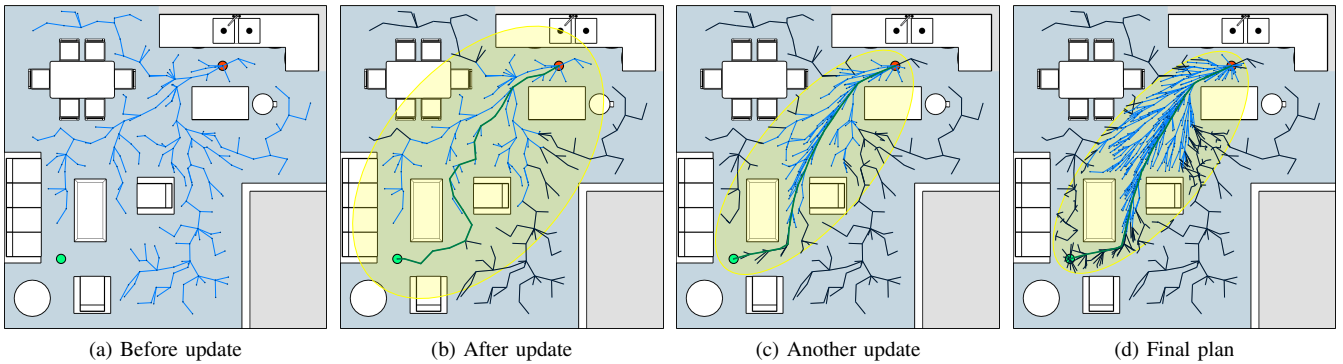 (a) Before update
(b) After update
(c) Another update
(d) Final plan